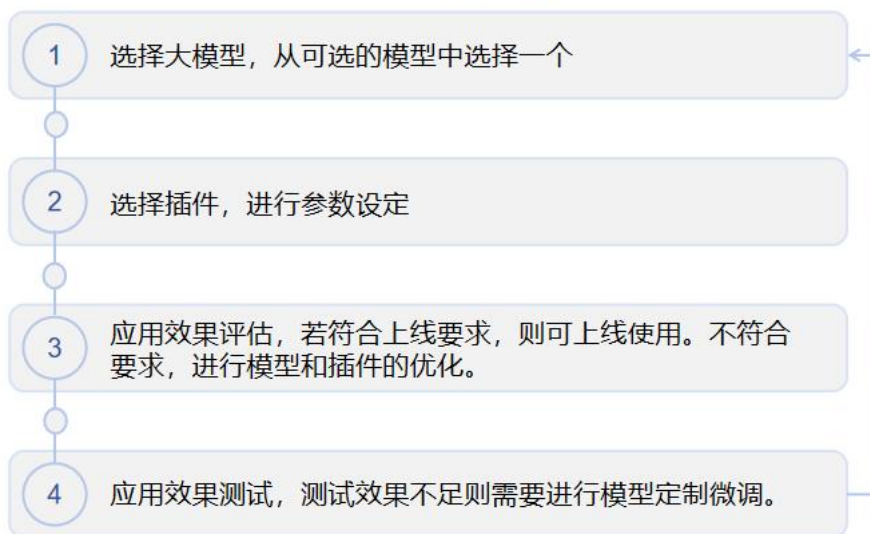 1
选择大模型，从可选的模型中选择一个
2
选择插件，进行参数设定
3
应用效果评估，若符合上线要求，则可上线使用。不符合
要求，进行模型和插件的优化。
4
应用效果测试，测试效果不足则需要进行模型定制微调。